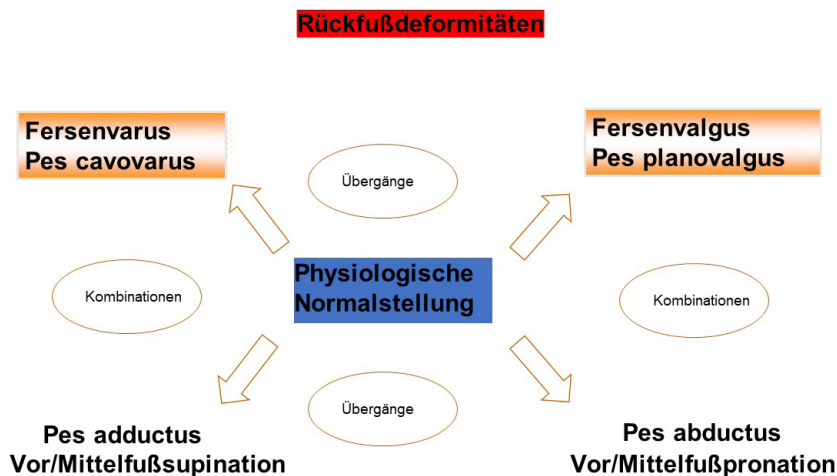 Rückfußdeformitäten
Fersenvarus
Pes cavovarus
Fersenvalgus
Pes planovalgus
Übergänge
Physiologische
Normalstellung
Kombinationen
Kombinationen
Übergänge
Pes adductus
Vor/Mittelfußsupination
Pes abductus
Vor/Mittelfußpronation